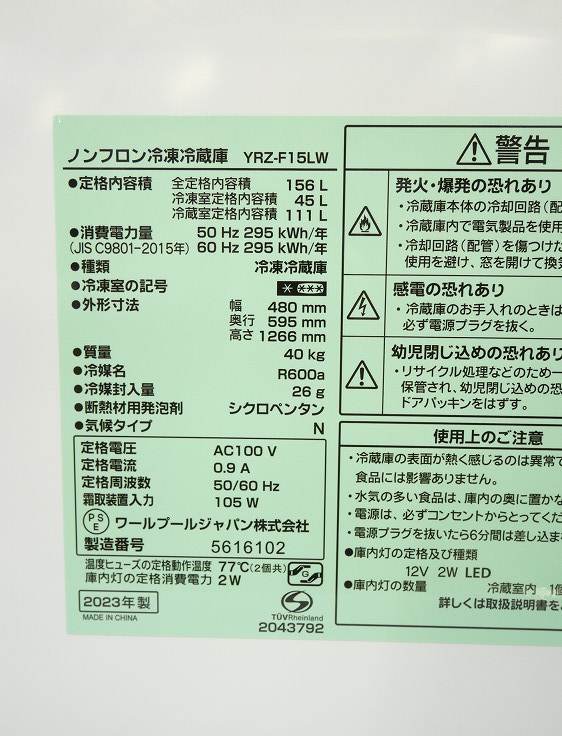 ノンフロン冷凍冷蔵庫 YRZ-F15LW
●定格内容積 全定格内容積 156 L
冷凍室定格内容積 45 L
冷蔵室定格内容積 111 L
●消費電力量 50 Hz 295 kWh/年
(JIS C9801-2015年) 60 Hz 295 kWh/年
●種類 冷凍冷蔵庫
●冷凍室の記号 * ***
●外形寸法 幅 480 mm
奥行 595 mm
高さ 1266 mm
●質量 40 kg
●冷媒名 R600a
●冷媒封入量 26 g
●断熱材用発泡剤 シクロペンタン
●気候タイプ N
定格電圧 AC100 V
定格電流 0.9 A
定格周波数 50/60 Hz
霜取装置入力 105 W
PSE ワールプールジャパン株式会社
製造番号 5616102
温度ヒューズの定格動作温度 77℃(2個共)
庫内灯の定格消費電力 2W
G
2023年製
MADE IN CHINA
TÜVRheinland
2043792
警告
発火・爆発の恐れあり
・冷蔵庫本体の冷却回路(配
・冷蔵庫内で電気製品を使用
・冷却回路(配管)を傷つけた
使用を避け、窓を開けて換気
感電の恐れあり
・冷蔵庫のお手入れのときは
必ず電源プラグを抜く。
幼児閉じ込めの恐れあり
・リサイクル処理などのため一
保管され、幼児閉じ込めの恐
ドアパッキンをはずす。
使用上のご注意
・冷蔵庫の表面が熱く感じるのは異常で
食品には影響ありません。
・水気の多い食品は、庫内の奥に置かな
・電源は、必ずコンセントからとってくだ
・電源プラグを抜いたら6分間は差し込ま
●庫内灯の定格及び種類
12V 2W LED
●庫内灯の数量 冷蔵室内 1個
詳しくは取扱説明書を